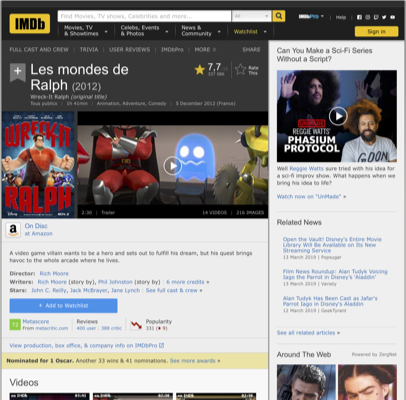 IMDb
Find Movies, TV shows, Celebrities and more...
All
Movies, TV
& Showtimes
Celebs, Events
& Photos
News &
Community
Watchlist
IMDbPro
Help
Sign in
FULL CAST AND CREW | TRIVIA | USER REVIEWS | IMDbPro | MORE
SHARE
Les mondes de
Ralph (2012)
Wreck-It Ralph (original title)
Tous publics | 1h 41min | Animation, Adventure, Comedy | 5 December 2012 (France)
7,7
Rate
This
WRECK-IT
RALPH
2:30 | Trailer
14 VIDEOS | 216 IMAGES
On Disc
at Amazon
A video game villain wants to be a hero and sets out to fulfill his dream, but his quest brings
havoc to the whole arcade where he lives.
Director: Rich Moore
Writers: Rich Moore (story by), Phil Johnston (story by) | 6 more credits »
Stars: John C. Reilly, Jack McBrayer, Jane Lynch | See full cast & crew »
+ Add to Watchlist
72
Metascore
From metacritic.com
Reviews
400 user | 388 critic
Popularity
331
View production, box office, & company info on IMDbPro
Nominated for 1 Oscar. Another 33 wins & 41 nominations. See more awards »
Videos
Can You Make a Sci-Fi Series
Without a Script?
REGGIE WATTS'
PHASIUM
PROTOCOL
Well Reggie Watts sure tried with his idea for
a sci-fi improv show. What happens when we
bring his idea to life?
Watch now on "UnMade" »
Related News
Open the Vault! Disney's Entire Movie
Library Will Be Available on Its New
Streaming Service
12 March 2019 | Popsugar
Film News Roundup: Alan Tudyk Voicing
Iago the Parrot in Disney's 'Aladdin'
13 March 2019 | Variety
Alan Tudyk Has Been Cast as Jafar's
Parrot Iago in Disney's 'Aladdin'
12 March 2019 | GeekTyrant
See all related articles »
Around The Web
Powered by ZergNet